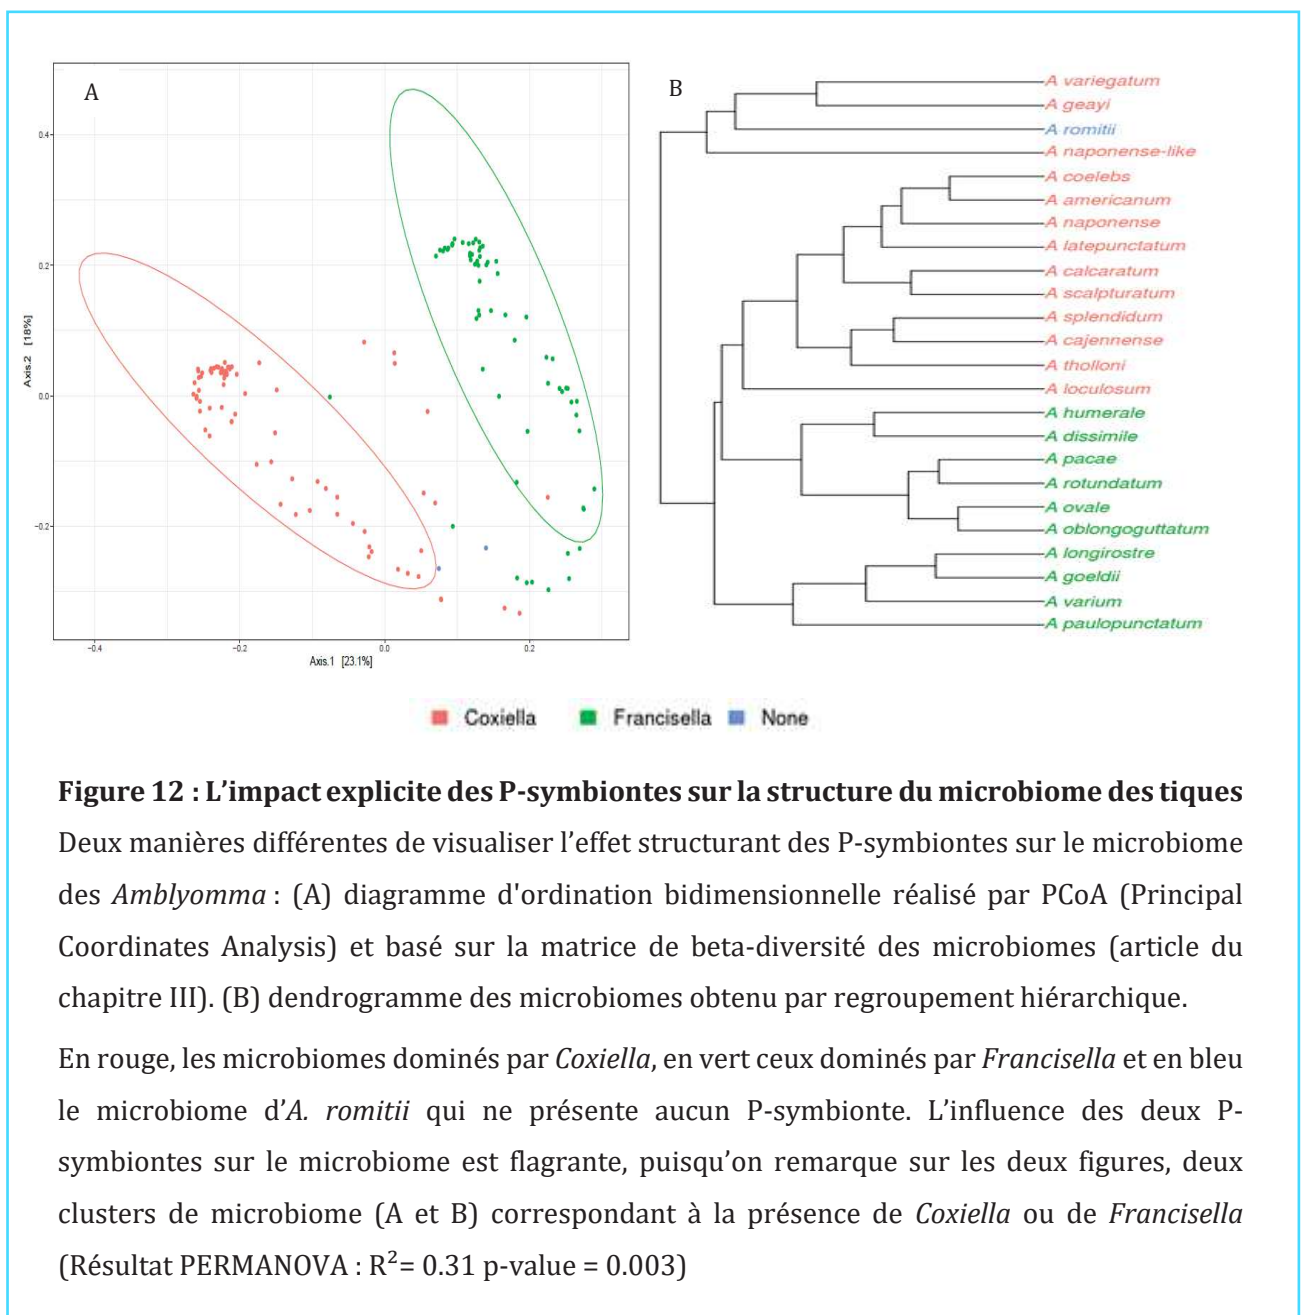 A
0.4
0.2
0.0
−0.2
Axis.2 [18%]
−0.4
−0.2
0.0
0.2
Axis.1 [23.1%]
B
A variegatum
A geayi
A romitii
A naponense-like
A coelebs
A americanum
A naponense
A latepunctatum
A calcaratum
A scalpturatum
A splendidum
A cajennense
A tholloni
A loculosum
A humerale
A dissimile
A pacae
A rotundatum
A ovale
A oblongoguttatum
A longirostre
A goeldii
A varium
A paulopunctatum
Coxiella Francisella None
Figure 12 : L’impact explicite des P-symbiontes sur la structure du microbiome des tiques
Deux manières différentes de visualiser l’effet structurant des P-symbiontes sur le microbiome
des Amblyomma : (A) diagramme d'ordination bidimensionnelle réalisé par PCoA (Principal
Coordinates Analysis) et basé sur la matrice de beta-diversité des microbiomes (article du
chapitre III). (B) dendrogramme des microbiomes obtenu par regroupement hiérarchique.
En rouge, les microbiomes dominés par Coxiella, en vert ceux dominés par Francisella et en bleu
le microbiome d’A. romitii qui ne présente aucun P-symbionte. L’influence des deux P-
symbiontes sur le microbiome est flagrante, puisqu’on remarque sur les deux figures, deux
clusters de microbiome (A et B) correspondant à la présence de Coxiella ou de Francisella
(Résultat PERMANOVA : R²= 0.31 p-value = 0.003)